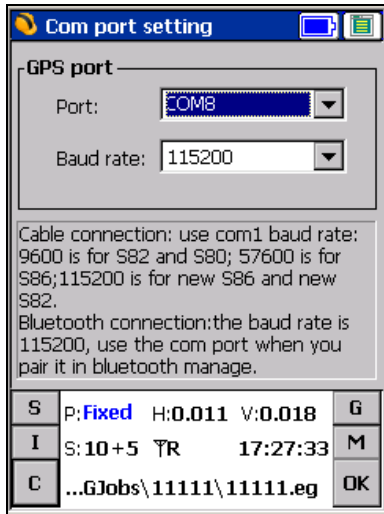 Com port setting
GPS port
Port: COM8
Baud rate: 115200
Cable connection: use com1 baud rate:
9600 is for S82 and S80; 57600 is for
S86;115200 is for new S86 and new
S82.
Bluetooth connection:the baud rate is
115200, use the com port when you
pair it in bluetooth manage.
S P:Fixed H:0.011 V:0.018 G
I S:10+5 R 17:27:33 M
C ...GJobs\11111\11111.eg OK